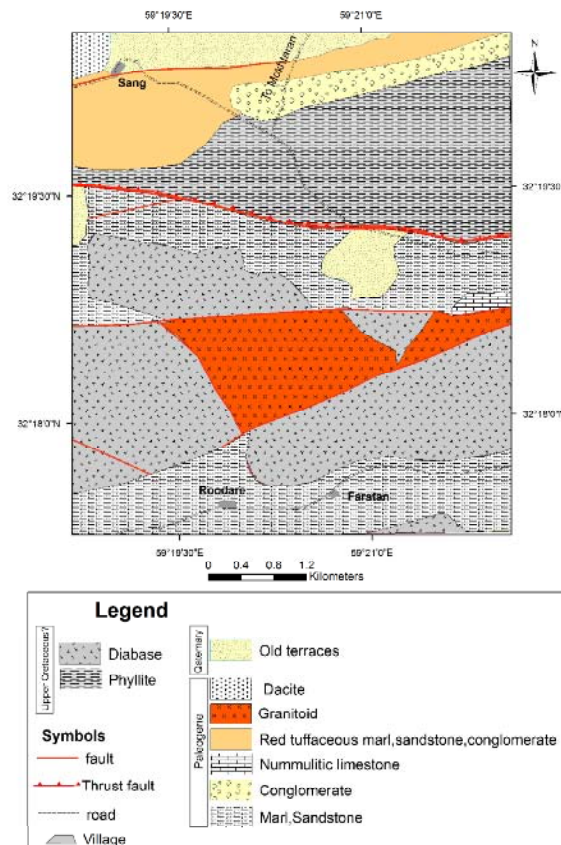 59°19'30"E
59°21'0"E
N
To Mokhtaran
Sang
32°19'30"N
32°19'30
32°18'0"N
32°18'0
Roodare
Faratan
59°19'30"E
59°21'0"E
0 0.4 0.8 1.2
Kilometers
Legend
Upper Cretaceous?
Diabase
Phyllite
Symbols
fault
Thrust fault
road
Village
Old terraces
Paleogene
Dacite
Granitoid
Red tuffaceous marl,sandstone,conglomerate
Nummulitic limestone
Conglomerate
Marl,Sandstone